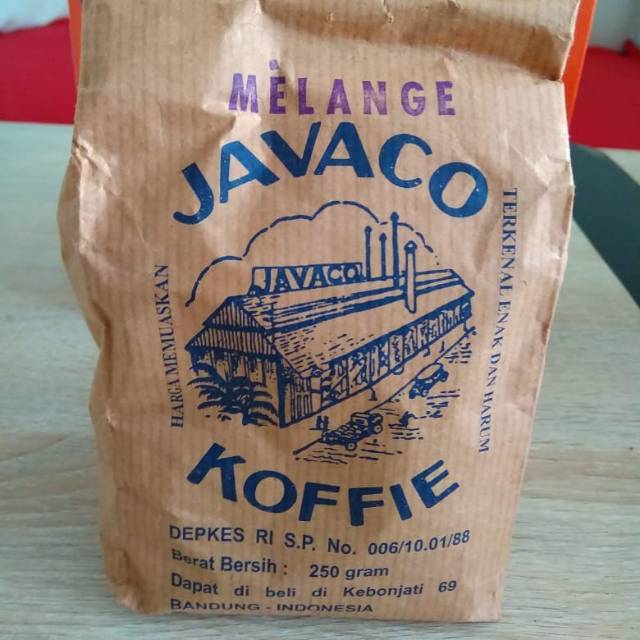 MÈLANGE
JAVACO
JAVACO
HARGA MEMUASKAN
TERKENAL ENAK DAN HARUM
KOFFIE
DEPKES RI S.P. No. 006/10.01/88
Berat Bersih : 250 gram
Dapat di beli di Kebonjati 69
BANDUNG - INDONESIA